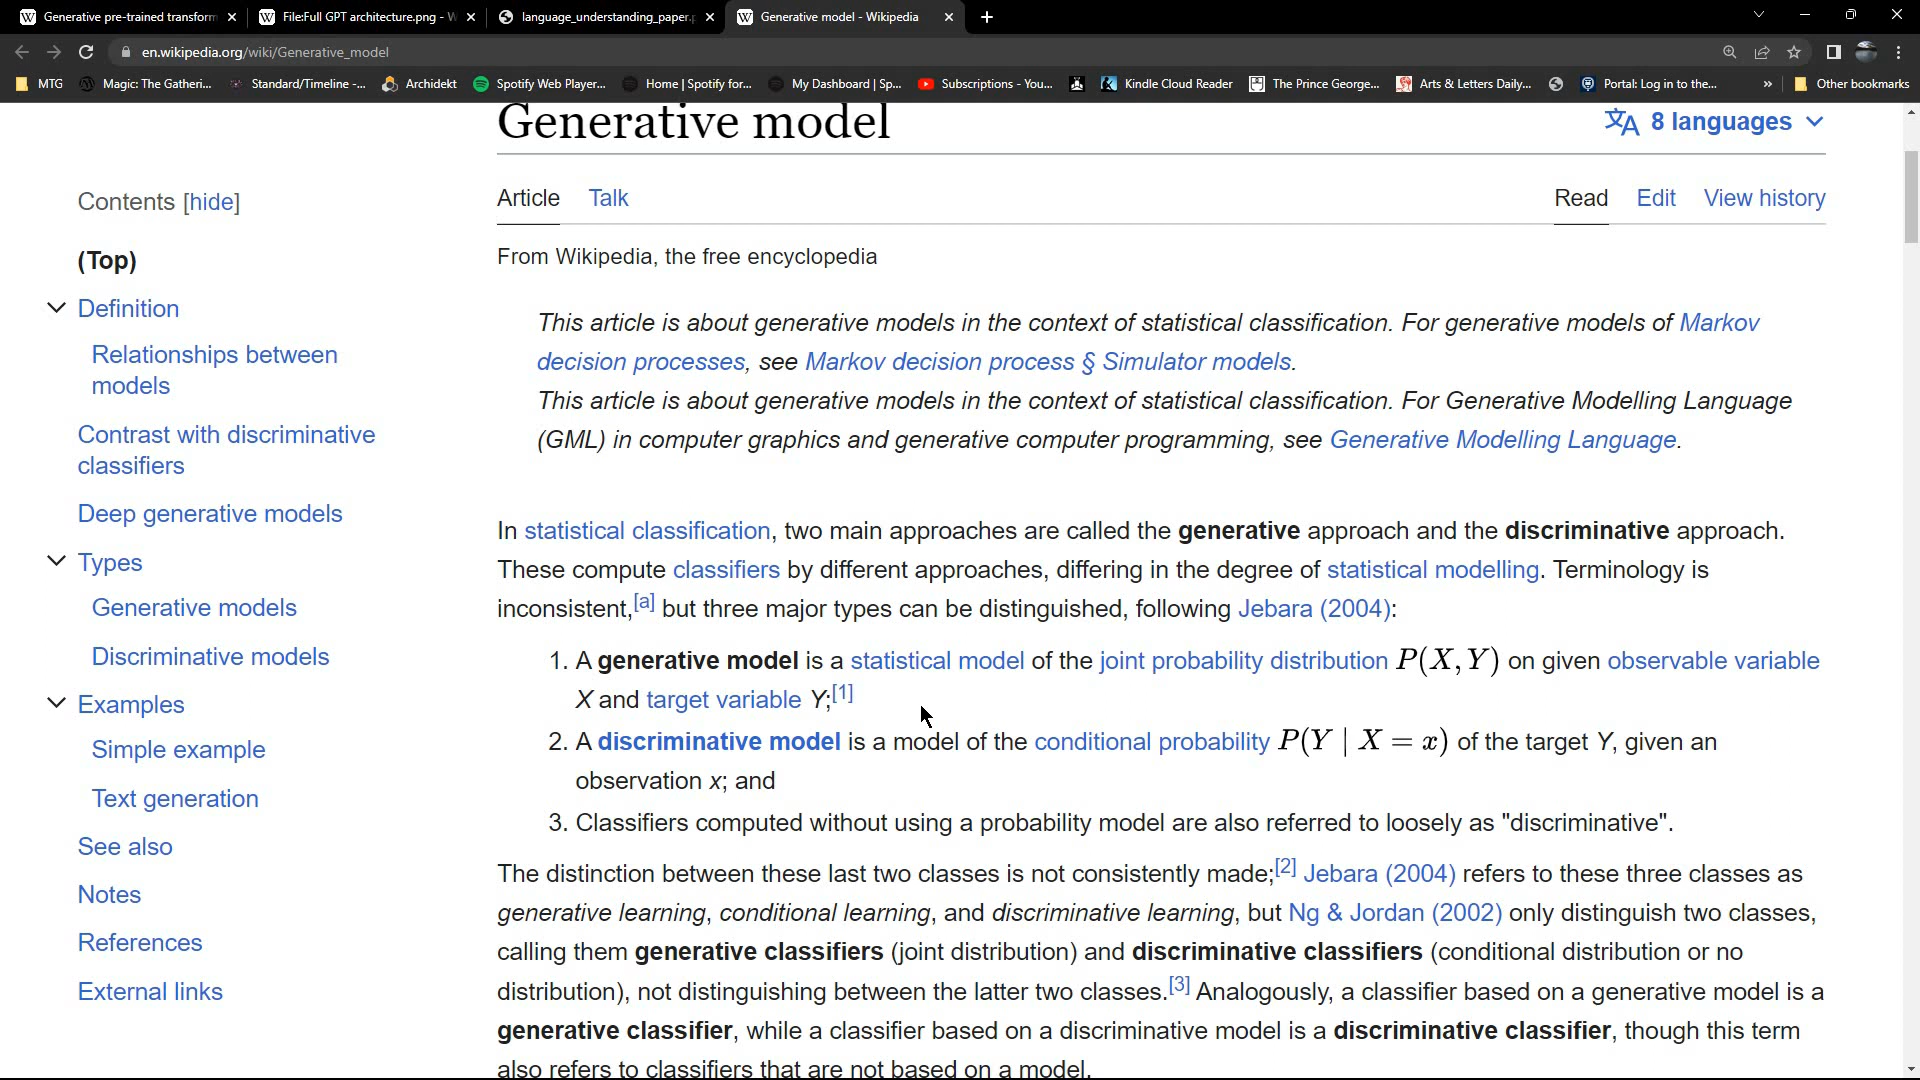 Generative pre-trained transform
File:Full GPT architecture.png - W
language_understanding_paper.p
Generative model - Wikipedia
en.wikipedia.org/wiki/Generative_model
MTG
Magic: The Gatheri...
Standard/Timeline -...
Archidekt
Spotify Web Player...
Home | Spotify for...
My Dashboard | Sp...
Subscriptions - You...
Kindle Cloud Reader
The Prince George...
Arts & Letters Daily...
Portal: Log in to the...
»
Other bookmarks
Generative model
8 languages
Contents [hide]
(Top)
Definition
Relationships between
models
Contrast with discriminative
classifiers
Deep generative models
Types
Generative models
Discriminative models
Examples
Simple example
Text generation
See also
Notes
References
External links
Article Talk
Read Edit View history
From Wikipedia, the free encyclopedia
This article is about generative models in the context of statistical classification. For generative models of Markov
decision processes, see Markov decision process § Simulator models.
This article is about generative models in the context of statistical classification. For Generative Modelling Language
(GML) in computer graphics and generative computer programming, see Generative Modelling Language.
In statistical classification, two main approaches are called the generative approach and the discriminative approach.
These compute classifiers by different approaches, differing in the degree of statistical modelling. Terminology is
inconsistent,[a] but three major types can be distinguished, following Jebara (2004):
1. A generative model is a statistical model of the joint probability distribution P(X, Y) on given observable variable
X and target variable Y;[1]
2. A discriminative model is a model of the conditional probability P(Y | X = x) of the target Y, given an
observation x; and
3. Classifiers computed without using a probability model are also referred to loosely as "discriminative".
The distinction between these last two classes is not consistently made;[2] Jebara (2004) refers to these three classes as
generative learning, conditional learning, and discriminative learning, but Ng & Jordan (2002) only distinguish two classes,
calling them generative classifiers (joint distribution) and discriminative classifiers (conditional distribution or no
distribution), not distinguishing between the latter two classes.[3] Analogously, a classifier based on a generative model is a
generative classifier, while a classifier based on a discriminative model is a discriminative classifier, though this term
also refers to classifiers that are not based on a model.